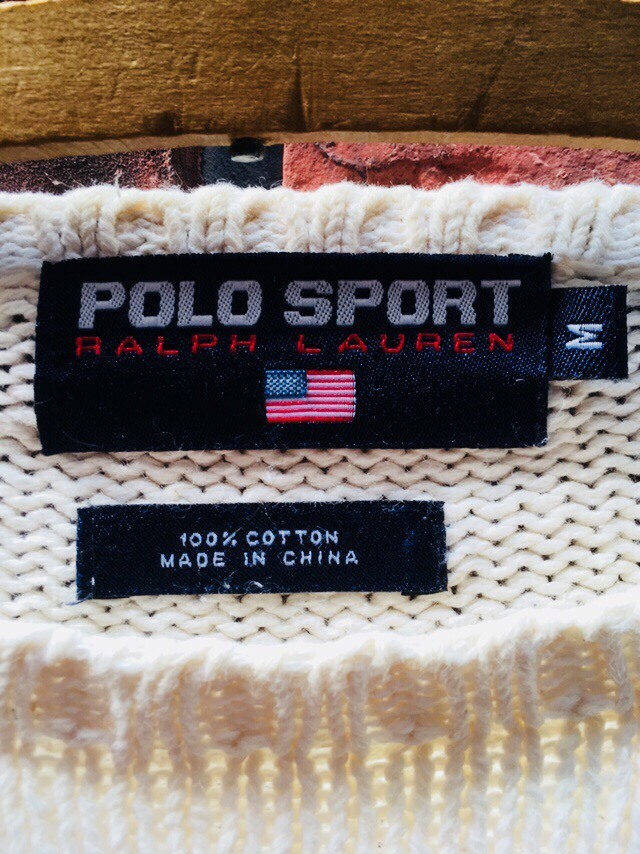 POLO SPORT
RALPH LAUREN
M
100% COTTON
MADE IN CHINA